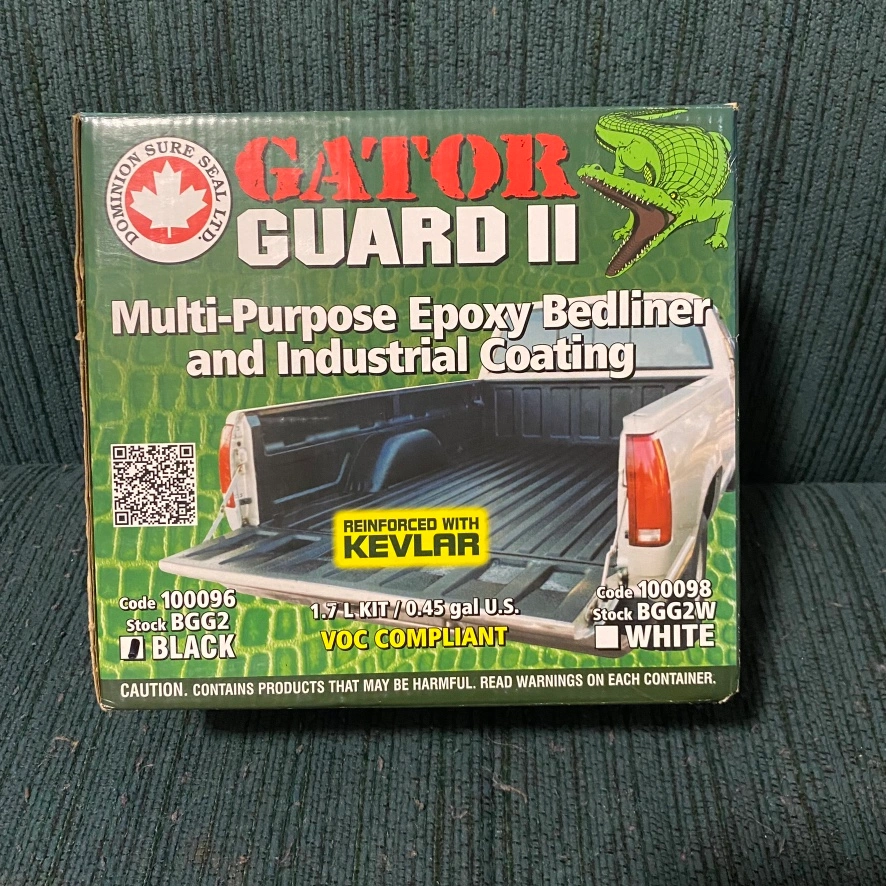 DOMINION SURE SEAL LTD.
GATOR
GUARD II
Multi-Purpose Epoxy Bedliner
and Industrial Coating
REINFORCED WITH
KEVLAR
Code 100096
Stock BGG2
BLACK
1.7 L KIT / 0.45 gal U.S.
VOC COMPLIANT
Code 100098
Stock BGG2W
WHITE
CAUTION. CONTAINS PRODUCTS THAT MAY BE HARMFUL. READ WARNINGS ON EACH CONTAINER.